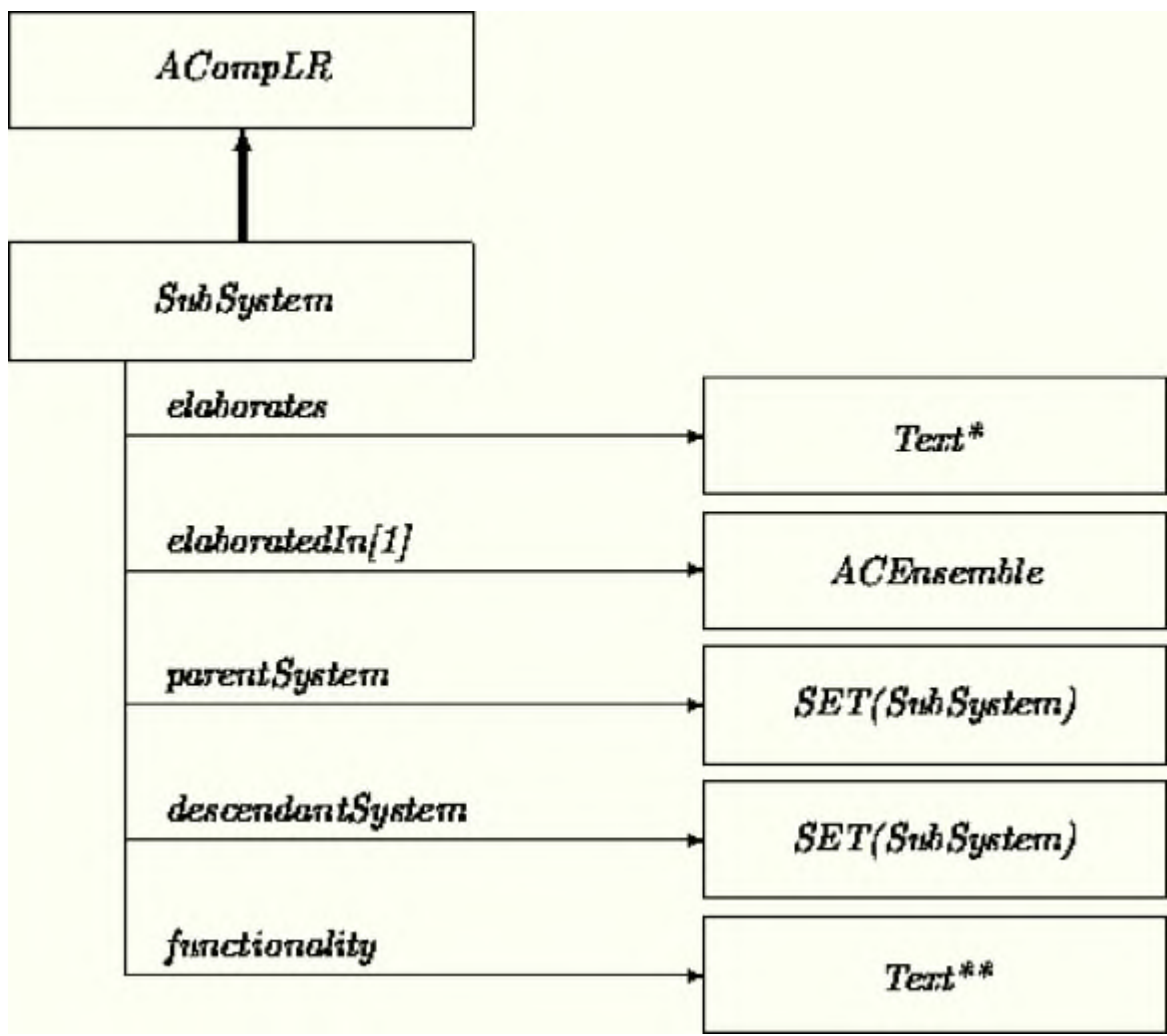 ACompLR
SubSystem
elaborates
Text*
elaboratedIn[1]
ACEnsemble
parentSystem
SET(SubSystem)
descendantSystem
SET(SubSystem)
functionality
Text**